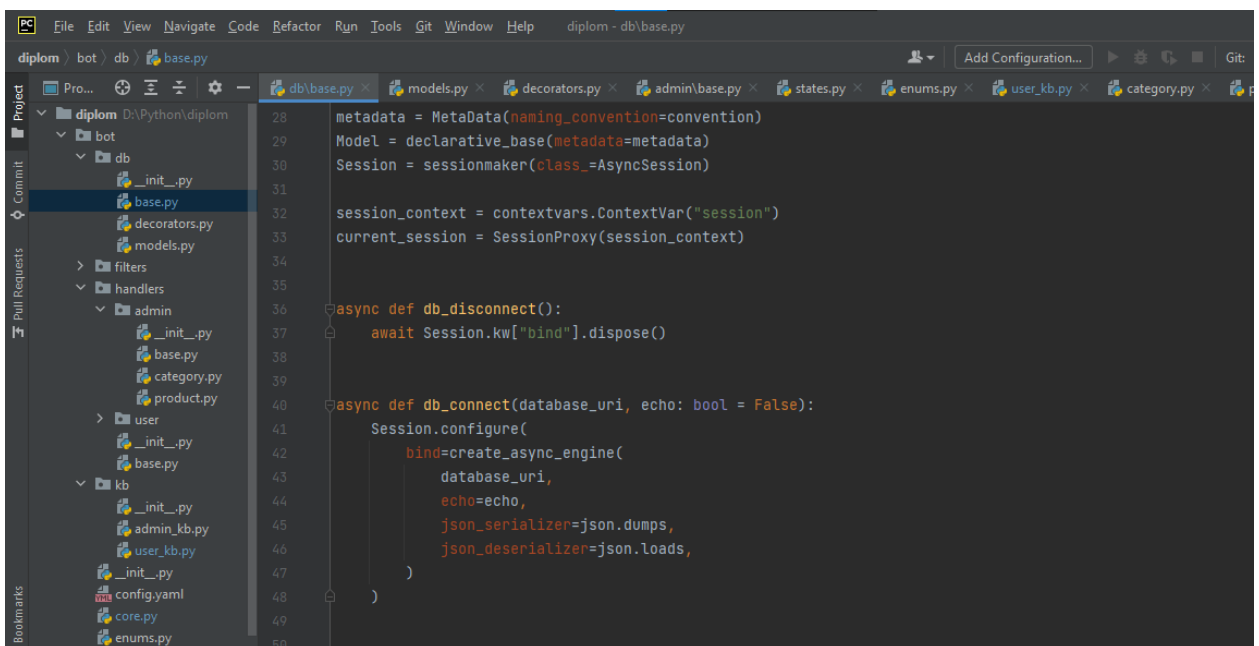 PC File Edit View Navigate Code Refactor Run Tools Git Window Help diplom - db\base.py
diplom bot db base.py Add Configuration... Git:
Pro... db\base.py models.py decorators.py admin\base.py states.py enums.py user_kb.py category.py p
Project
Commit
Pull Requests
Bookmarks
diplom D:\Python\diplom
bot
db
__init__.py
base.py
decorators.py
models.py
filters
handlers
admin
__init__.py
base.py
category.py
product.py
user
__init__.py
base.py
kb
__init__.py
admin_kb.py
user_kb.py
__init__.py
config.yaml
core.py
enums.py
28 metadata = MetaData(naming_convention=convention)
29 Model = declarative_base(metadata=metadata)
30 Session = sessionmaker(class_=AsyncSession)
31
32 session_context = contextvars.ContextVar("session")
33 current_session = SessionProxy(session_context)
34
35
36 async def db_disconnect():
37 await Session.kw["bind"].dispose()
38
39
40 async def db_connect(database_uri, echo: bool = False):
41 Session.configure(
42 bind=create_async_engine(
43 database_uri,
44 echo=echo,
45 json_serializer=json.dumps,
46 json_deserializer=json.loads,
47 )
48 )
49
50